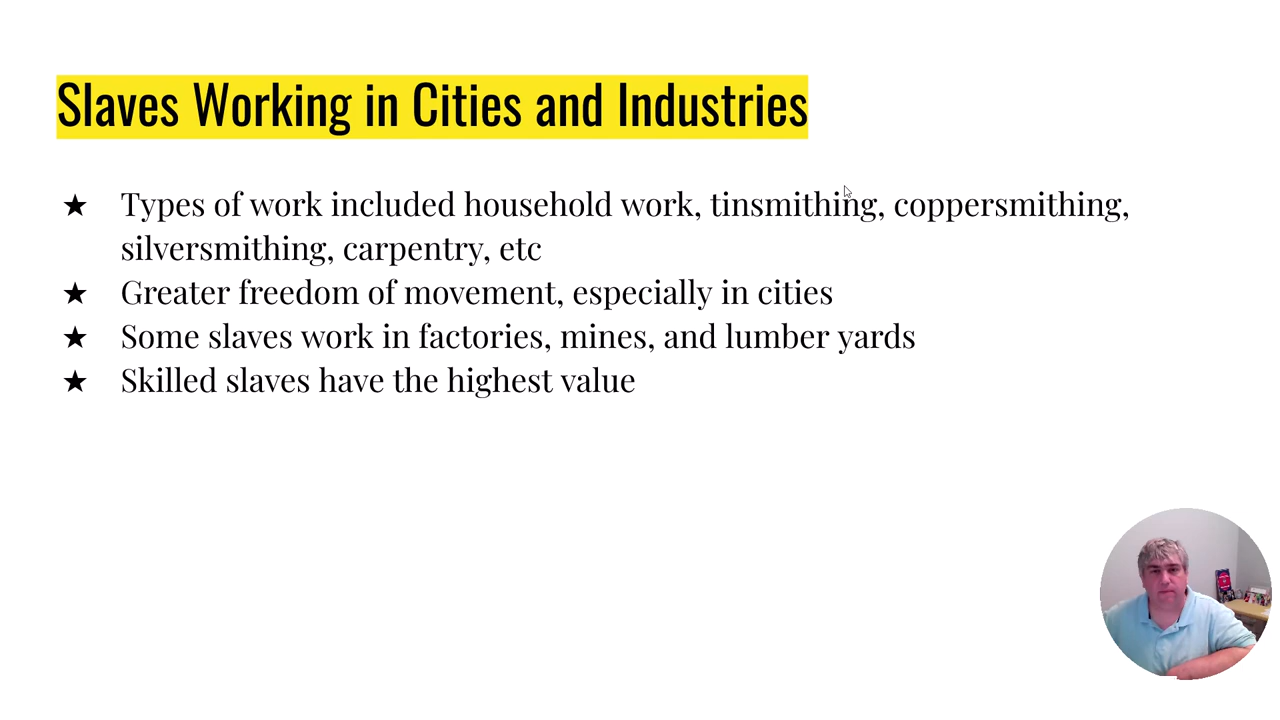 Slaves Working in Cities and Industries
★ Types of work included household work, tinsmithing, coppersmithing,
silversmithing, carpentry, etc
★ Greater freedom of movement, especially in cities
★ Some slaves work in factories, mines, and lumber yards
★ Skilled slaves have the highest value